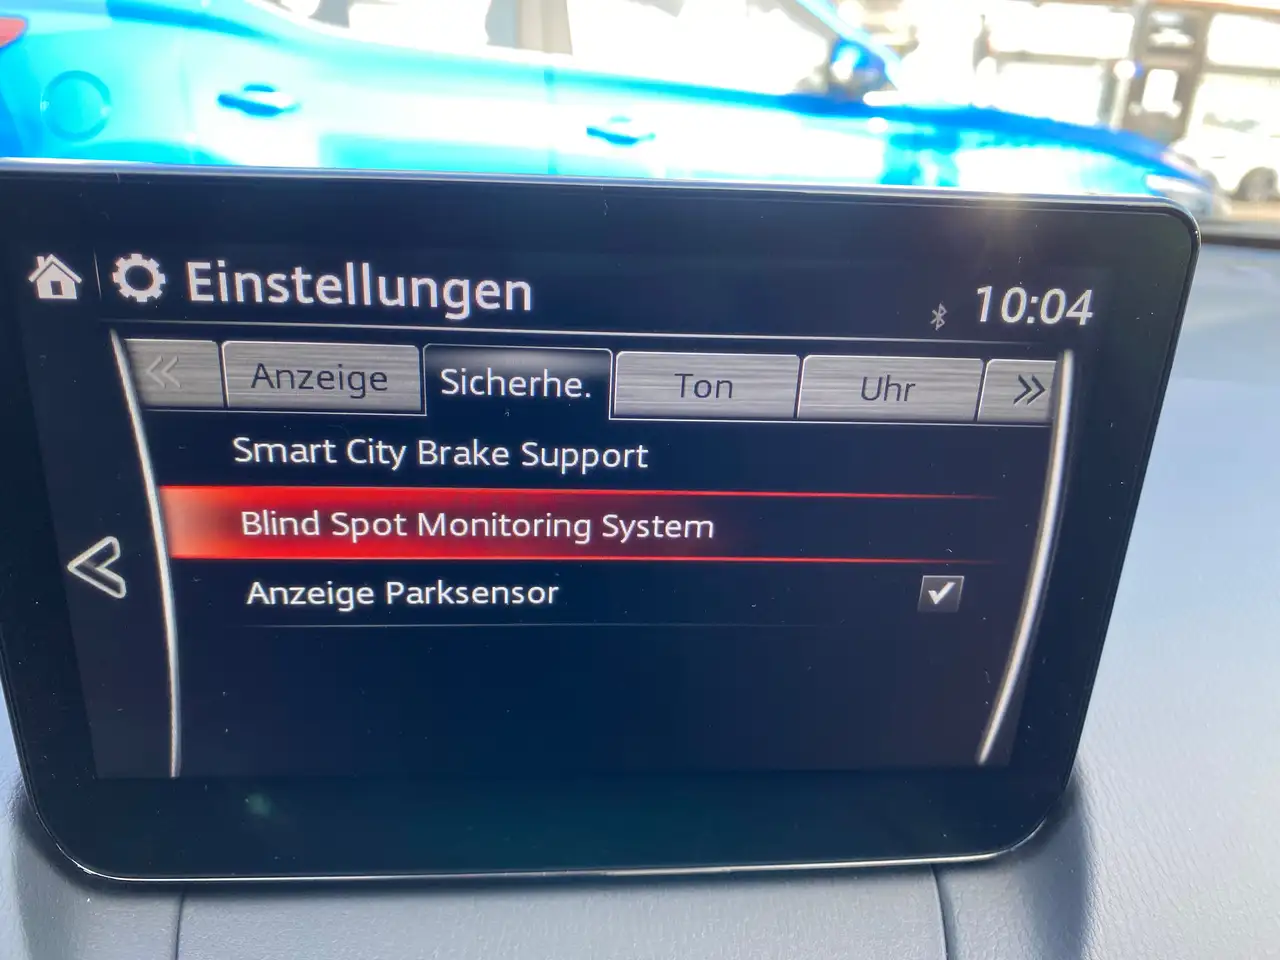 Einstellungen
10:04
Anzeige Sicherhe. Ton Uhr
Smart City Brake Support
Blind Spot Monitoring System
Anzeige Parksensor